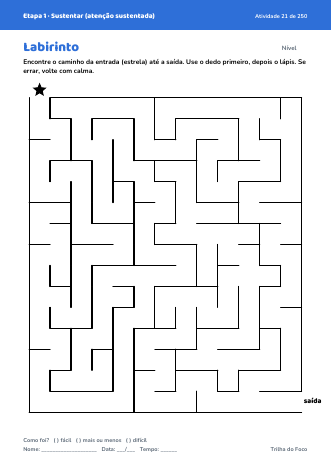 Etapa 1 · Sustentar (atenção sustentada)
Atividade 21 de 250
Labirinto
Nível
Encontre o caminho da entrada (estrela) até a saída. Use o dedo primeiro, depois o lápis. Se
errar, volte com calma.
saída
Como foi? ( ) fácil ( ) mais ou menos ( ) difícil
Nome: ____________________ Data: ___/___ Tempo: ______
Trilha do Foco